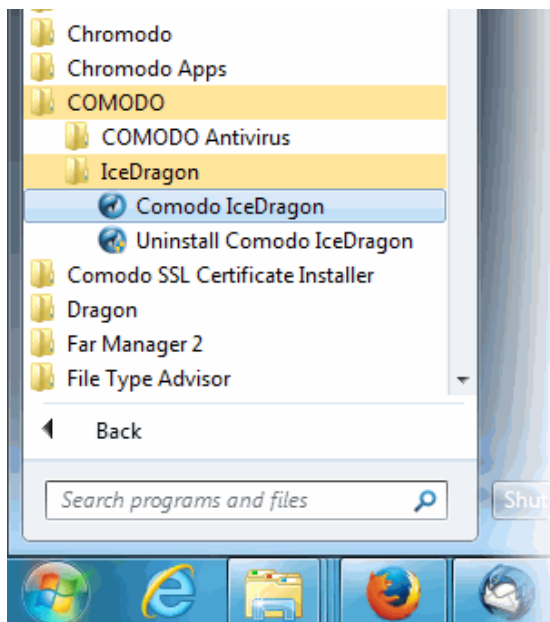 Chromodo
Chromodo Apps
COMODO
COMODO Antivirus
IceDragon
Comodo IceDragon
Uninstall Comodo IceDragon
Comodo SSL Certificate Installer
Dragon
Far Manager 2
File Type Advisor
Back
Search programs and files
Shut